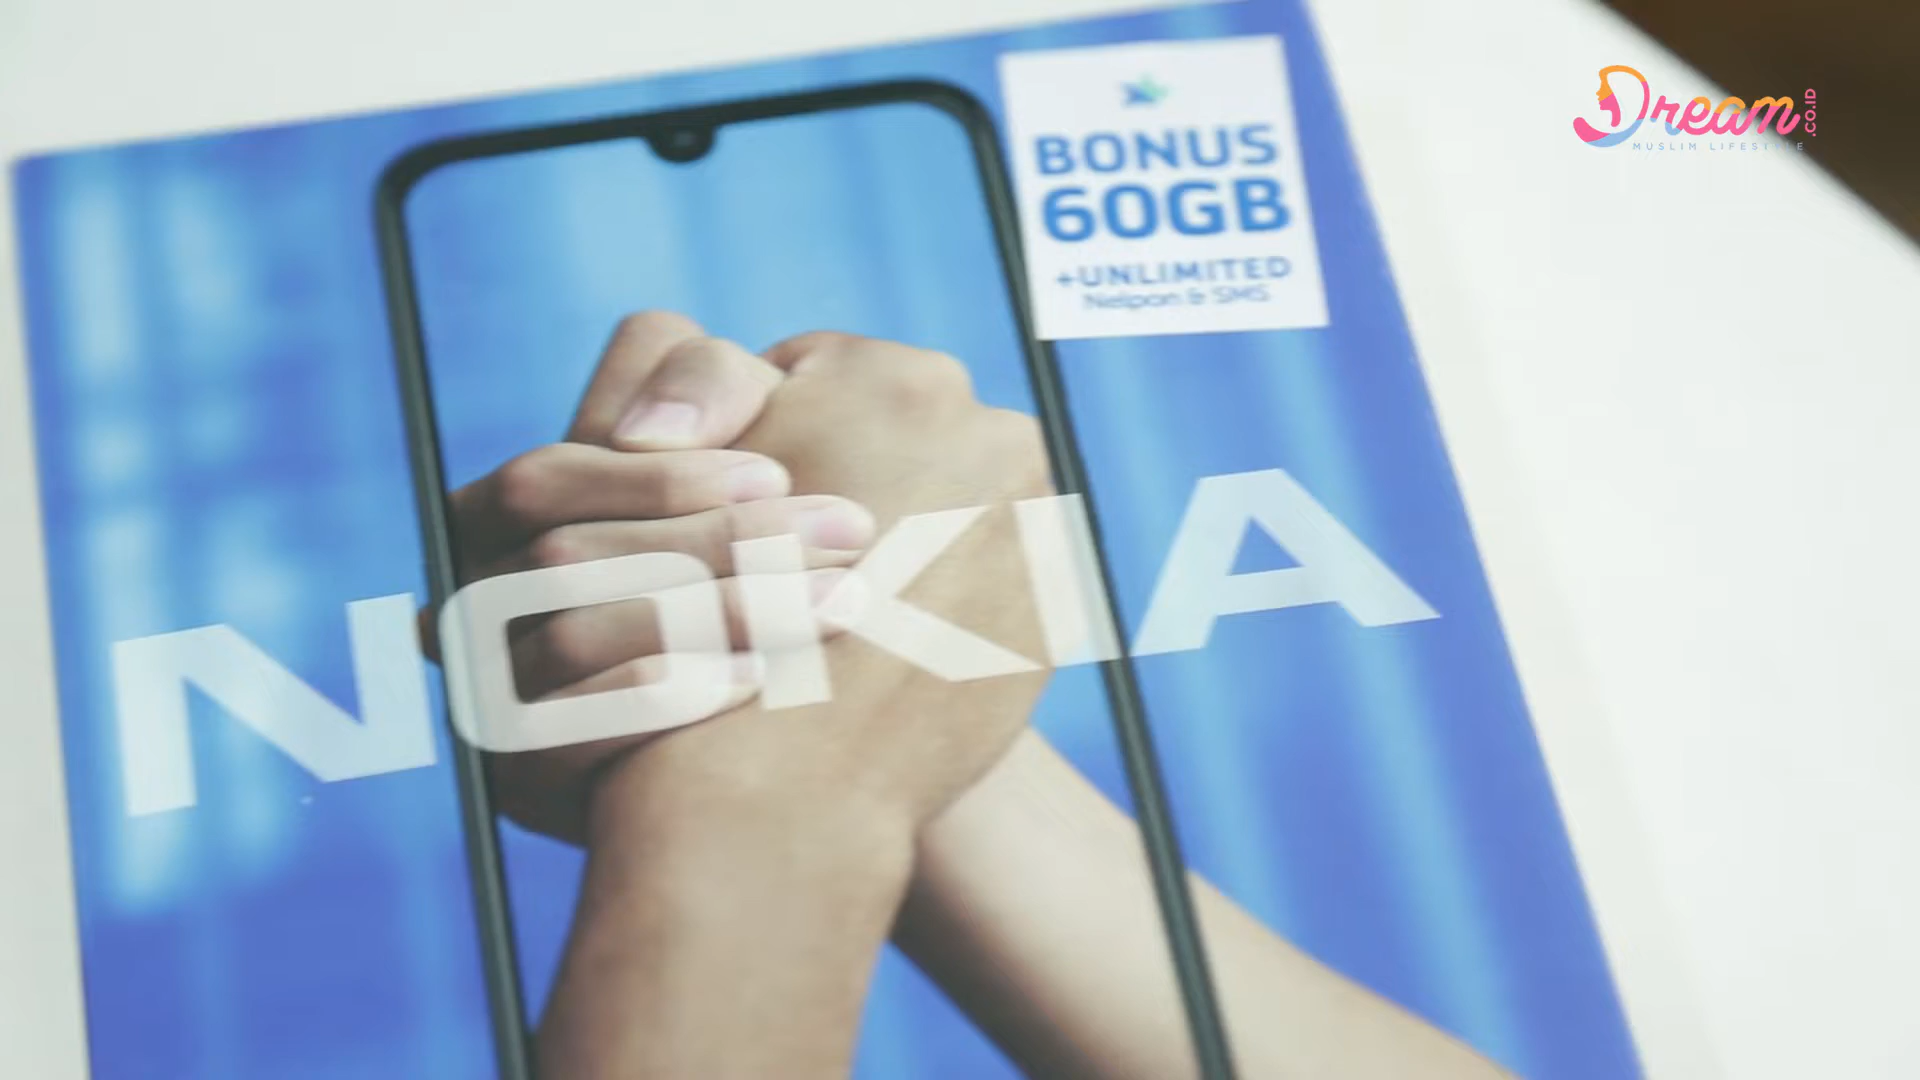 BONUS
60GB
+UNLIMITED
Nelpon & SMS
NOKIA
Dream
.CO.ID
MUSLIM LIFESTYLE